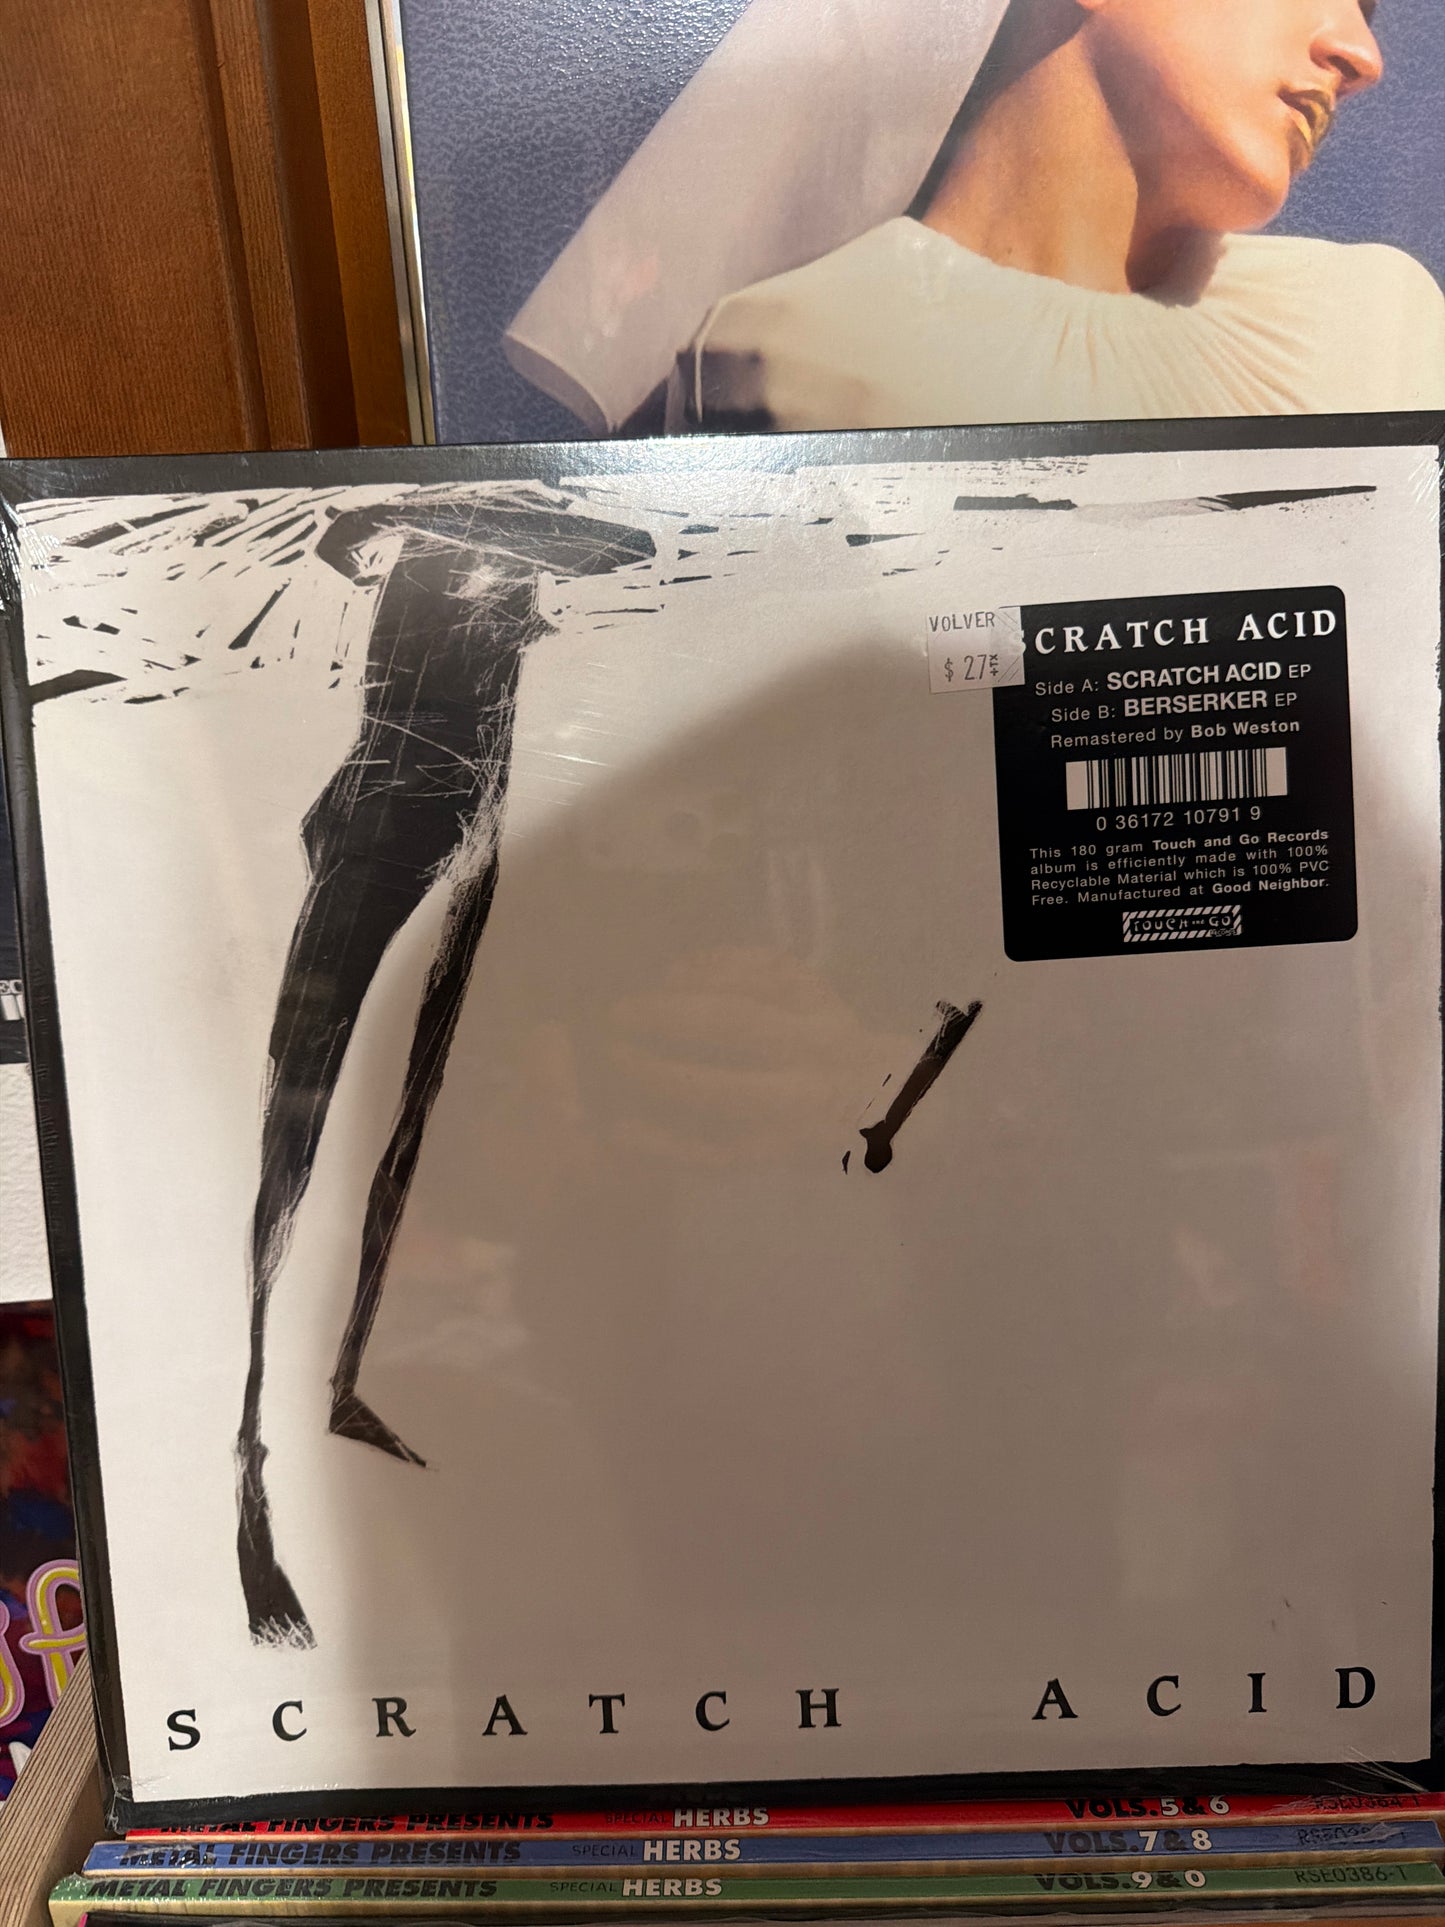 VOLVER
$ 27
+TX
SCRATCH ACID
Side A: SCRATCH ACID EP
Side B: BERSERKER EP
Remastered by Bob Weston
0 36172 10791 9
This 180 gram Touch and Go Records
album is efficiently made with 100%
Recyclable Material which is 100% PVC
Free. Manufactured at Good Neighbor.
TOUCH and GO
SCRATCH ACID
METAL FINGERS PRESENTS SPECIAL HERBS VOLS.5&6
METAL FINGERS PRESENTS SPECIAL HERBS VOLS.7&8
METAL FINGERS PRESENTS SPECIAL HERBS VOLS.9&0 RSE0386-1